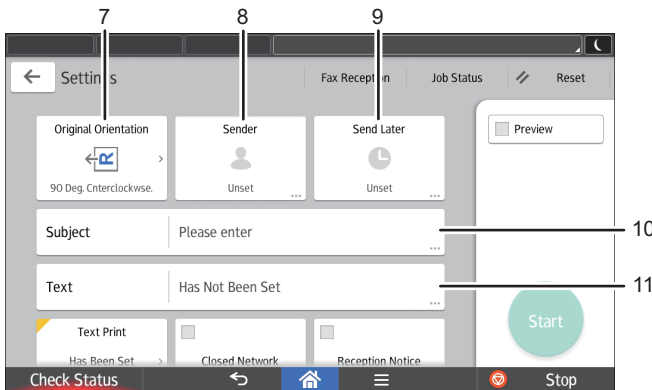 7 8 9
Settings Fax Reception Job Status Reset
Original Orientation Sender Send Later Preview
R
90 Deg. Cnterclockwse. Unset Unset
Subject Please enter 10
Text Has Not Been Set 11
Start
Text Print
Has Been Set Closed Network Reception Notice
Check Status Stop